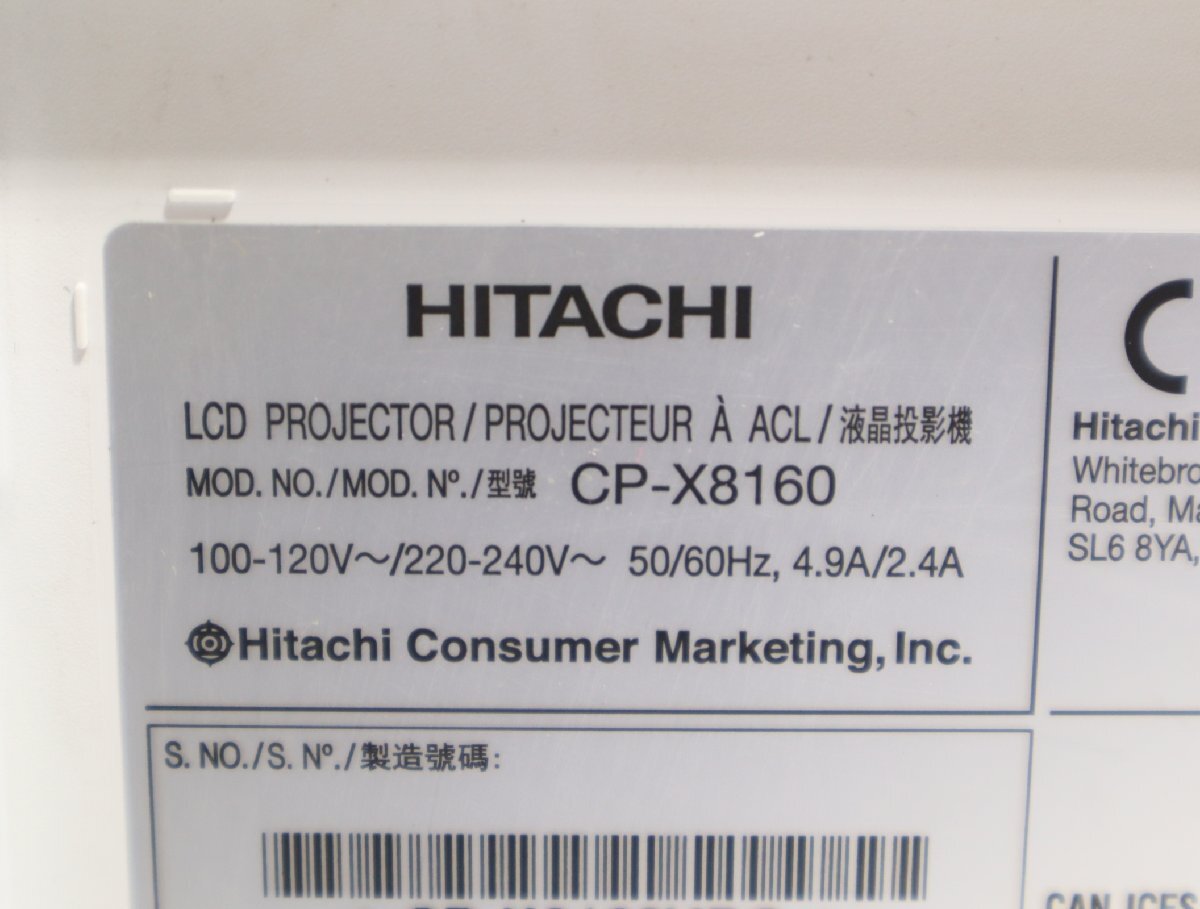 HITACHI
LCD PROJECTOR/PROJECTEUR À ACL/液晶投影機
MOD. NO./MOD. Nº./型號 CP-X8160
100-120V～/220-240V～ 50/60Hz, 4.9A/2.4A
Hitachi Consumer Marketing, Inc.
S. NO./S. Nº./製造號碼:
Hitachi
Road,
SL6 8YA,
CAN ICES